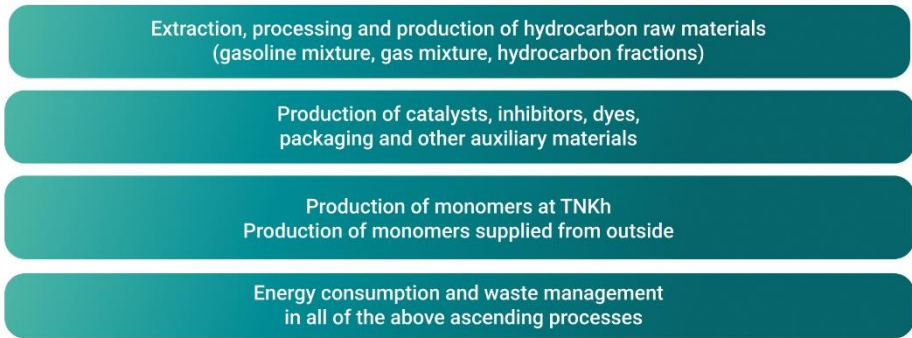 Extraction, processing and production of hydrocarbon raw materials
(gasoline mixture, gas mixture, hydrocarbon fractions)
Production of catalysts, inhibitors, dyes,
packaging and other auxiliary materials
Production of monomers at TNKh
Production of monomers supplied from outside
Energy consumption and waste management
in all of the above ascending processes